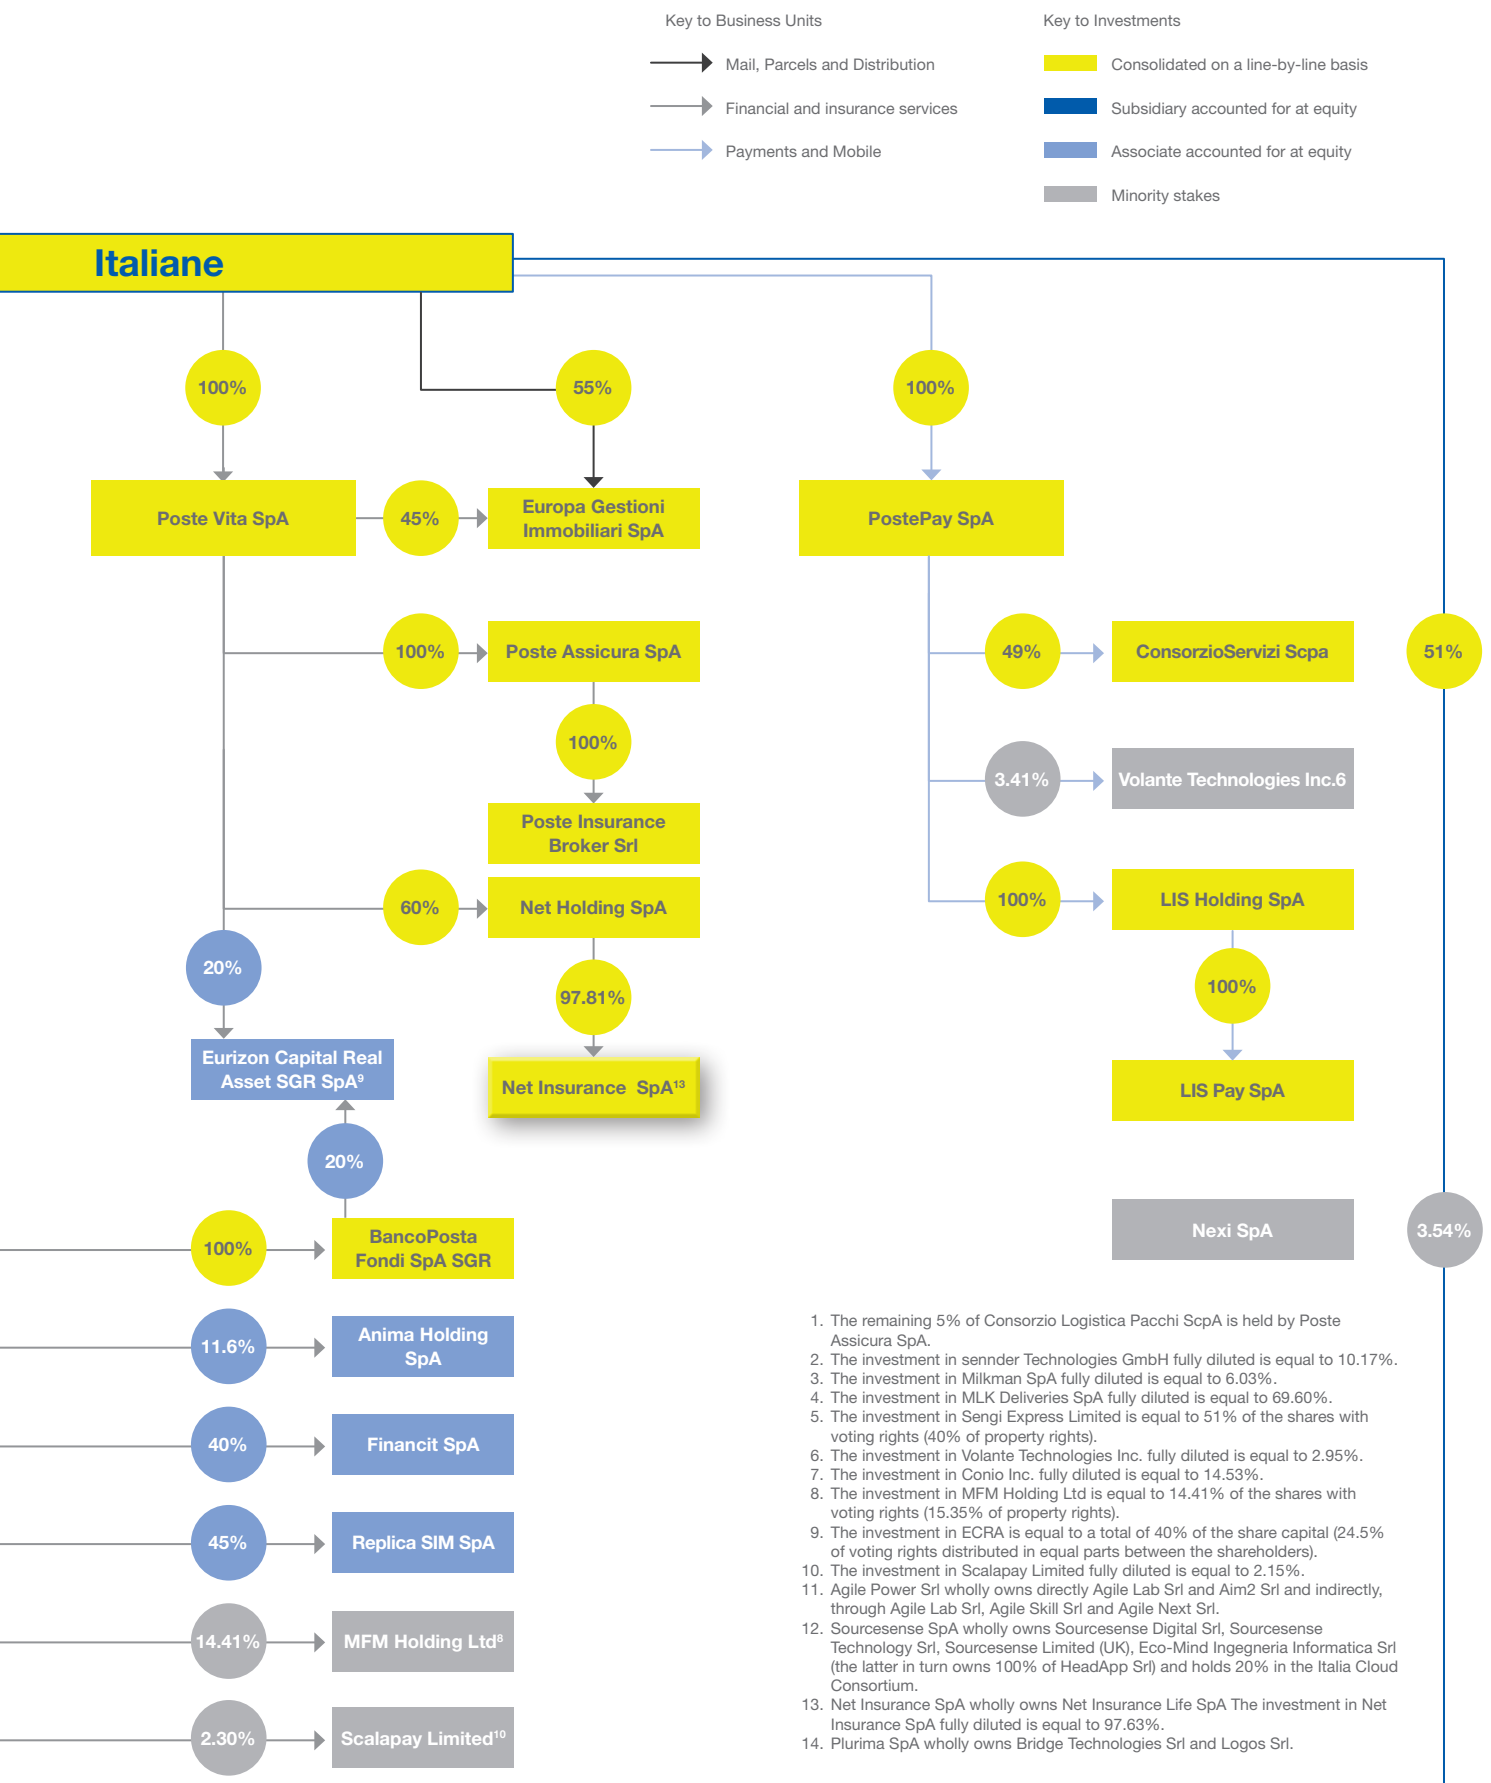 Key to Business Units
Mail, Parcels and Distribution
Financial and insurance services
Payments and Mobile
Key to Investments
Consolidated on a line-by-line basis
Subsidiary accounted for at equity
Associate accounted for at equity
Minority stakes
Italiane
100%
55%
100%
Poste Vita SpA
45%
Europa Gestioni
Immobiliari SpA
PostePay SpA
100%
Poste Assicura SpA
49%
ConsorzioServizi Scpa
51%
100%
3.41%
Volante Technologies Inc.6
Poste Insurance
Broker Srl
60%
Net Holding SpA
100%
LIS Holding SpA
20%
97.81%
100%
Eurizon Capital Real
Asset SGR SpA⁹
Net Insurance SpA¹³
LIS Pay SpA
20%
100%
BancoPosta
Fondi SpA SGR
Nexi SpA
3.54%
11.6%
Anima Holding
SpA
40%
Financit SpA
45%
Replica SIM SpA
14.41%
MFM Holding Ltd⁸
2.30%
Scalapay Limited¹⁰
1. The remaining 5% of Consorzio Logistica Pacchi ScpA is held by Poste
Assicura SpA.
2. The investment in sennder Technologies GmbH fully diluted is equal to 10.17%.
3. The investment in Milkman SpA fully diluted is equal to 6.03%.
4. The investment in MLK Deliveries SpA fully diluted is equal to 69.60%.
5. The investment in Sengi Express Limited is equal to 51% of the shares with
voting rights (40% of property rights).
6. The investment in Volante Technologies Inc. fully diluted is equal to 2.95%.
7. The investment in Conio Inc. fully diluted is equal to 14.53%.
8. The investment in MFM Holding Ltd is equal to 14.41% of the shares with
voting rights (15.35% of property rights).
9. The investment in ECRA is equal to a total of 40% of the share capital (24.5%
of voting rights distributed in equal parts between the shareholders).
10. The investment in Scalapay Limited fully diluted is equal to 2.15%.
11. Agile Power Srl wholly owns directly Agile Lab Srl and Aim2 Srl and indirectly,
through Agile Lab Srl, Agile Skill Srl and Agile Next Srl.
12. Sourcesense SpA wholly owns Sourcesense Digital Srl, Sourcesense
Technology Srl, Sourcesense Limited (UK), Eco-Mind Ingegneria Informatica Srl
(the latter in turn owns 100% of HeadApp Srl) and holds 20% in the Italia Cloud
Consortium.
13. Net Insurance SpA wholly owns Net Insurance Life SpA The investment in Net
Insurance SpA fully diluted is equal to 97.63%.
14. Plurima SpA wholly owns Bridge Technologies Srl and Logos Srl.